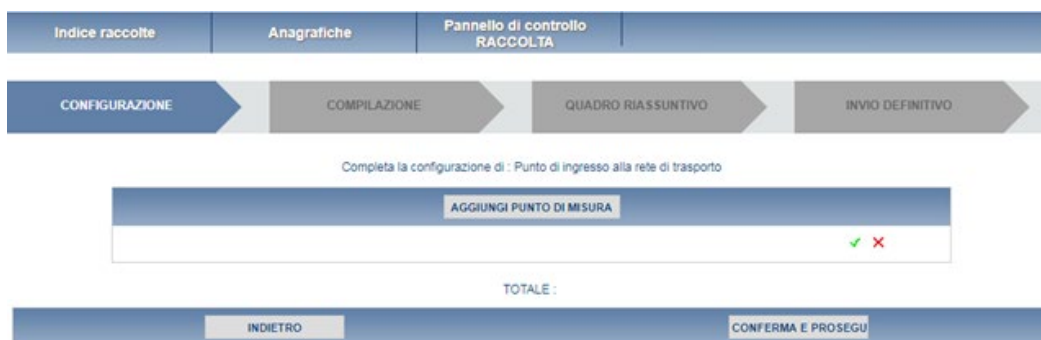 Indice raccolte
Anagrafiche
Pannello di controllo
RACCOLTA
CONFIGURAZIONE
COMPILAZIONE
QUADRO RIASSUNTIVO
INVIO DEFINITIVO
Completa la configurazione di : Punto di ingresso alla rete di trasporto
AGGIUNGI PUNTO DI MISURA
TOTALE :
INDIETRO
CONFERMA E PROSEGU